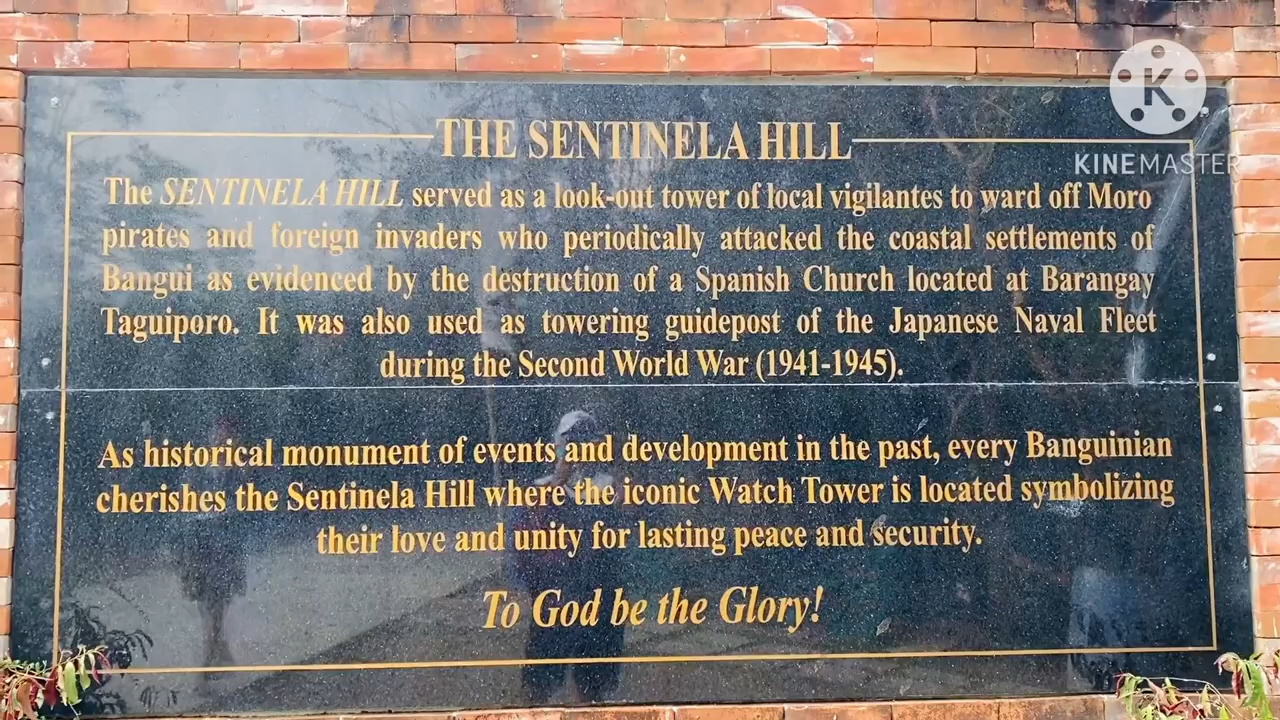 K
KINEMASTER
THE SENTINELA HILL
The SENTINELA HILL served as a look-out tower of local vigilantes to ward off Moro
pirates and foreign invaders who periodically attacked the coastal settlements of
Bangui as evidenced by the destruction of a Spanish Church located at Barangay
Taguiporo. It was also used as towering guidepost of the Japanese Naval Fleet
during the Second World War (1941-1945).
As historical monument of events and development in the past, every Banguinian
cherishes the Sentinela Hill where the iconic Watch Tower is located symbolizing
their love and unity for lasting peace and security.
To God be the Glory!